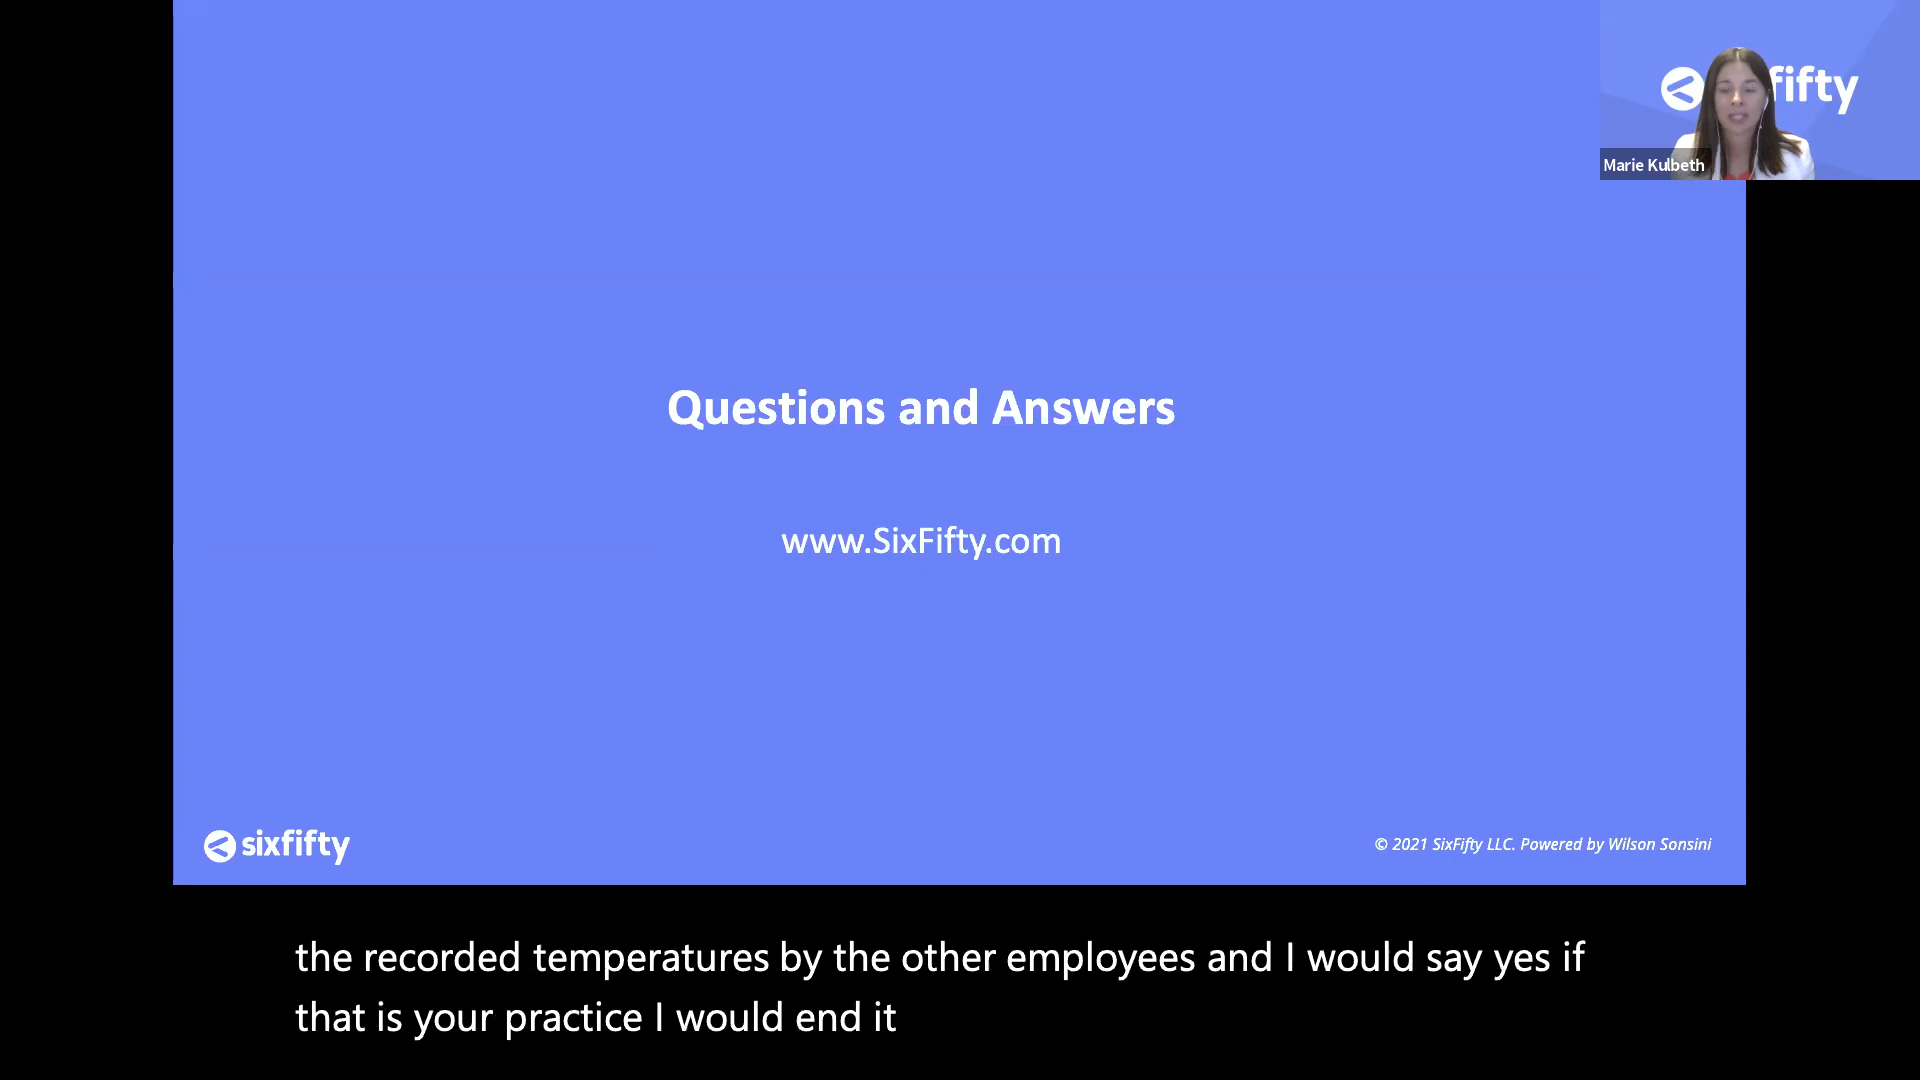 fifty
Marie Kulbeth
Questions and Answers
www.SixFifty.com
sixfifty
© 2021 SixFifty LLC. Powered by Wilson Sonsini
the recorded temperatures by the other employees and I would say yes if
that is your practice I would end it